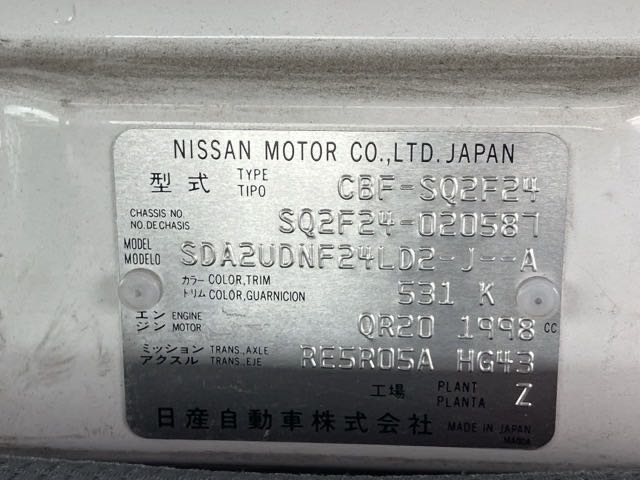 NISSAN MOTOR CO.,LTD. JAPAN
型式 TYPE TIPO CBF-SQ2F24
CHASSIS NO. NO. DE CHASIS SQ2F24-020587
MODEL MODELO SDA2UDNF24LD2-J--A
カラー COLOR,TRIM
トリム COLOR,GUARNICION 531 K
エン ENGINE
ジン MOTOR QR20 1998 CC
ミッション TRANS.,AXLE
アクスル TRANS.,EJE RE5R05A HG43
工場 PLANT PLANTA Z
日産自動車株式会社 MADE IN JAPAN